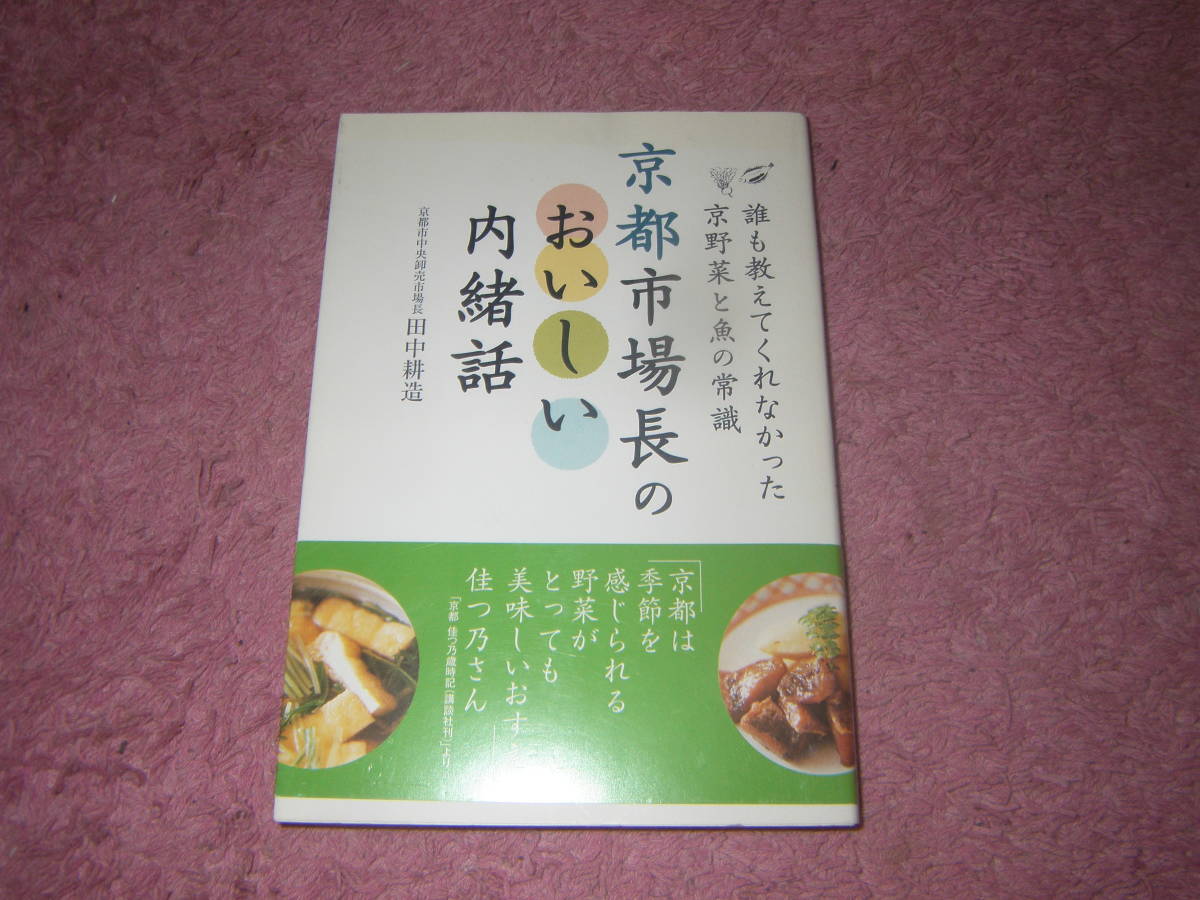 誰も教えてくれなかった
京野菜と魚の常識
京都市場長の
おいしい
内緒話
京都市中央卸売市場長 田中耕造
「京都は
季節を
感じられる
野菜が
とっても
美味しいおす
佳つ乃さん
「京都 佳つ乃歳時記(講談社刊)」より